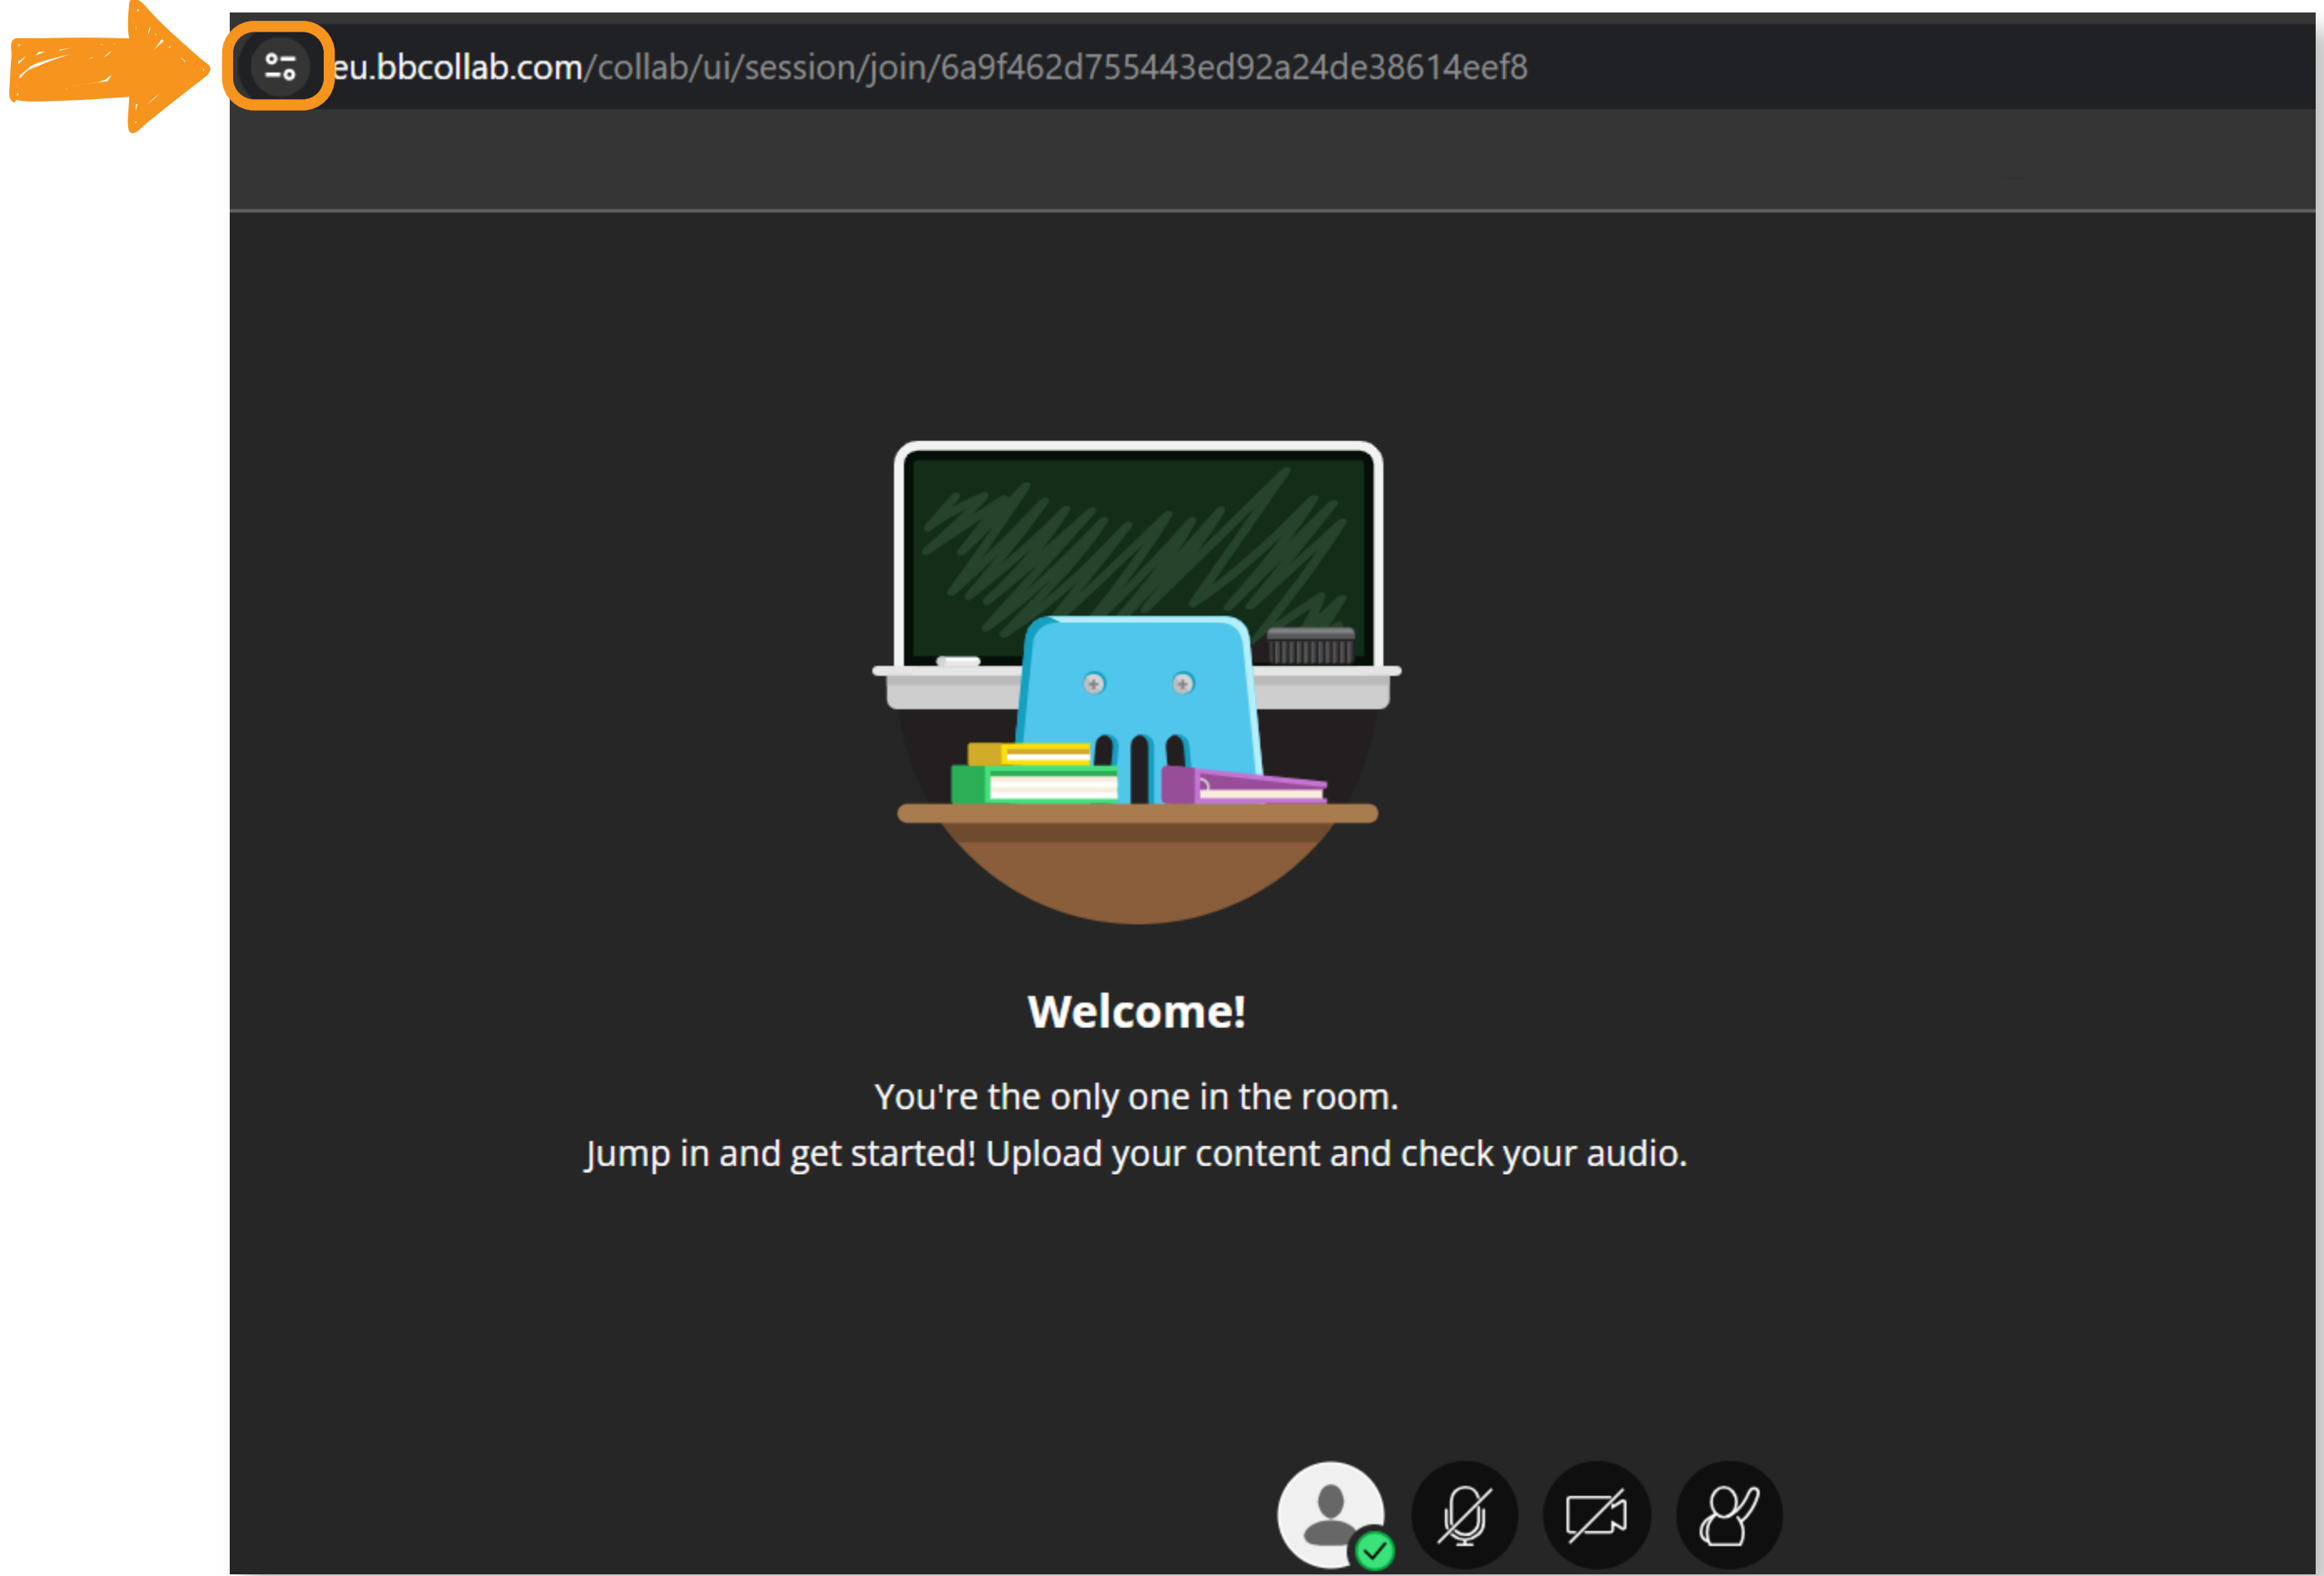 eu.bbcollab.com/collab/ui/session/join/6a9f462d755443ed92a24de38614eef8
Welcome!
You're the only one in the room.
Jump in and get started! Upload your content and check your audio.